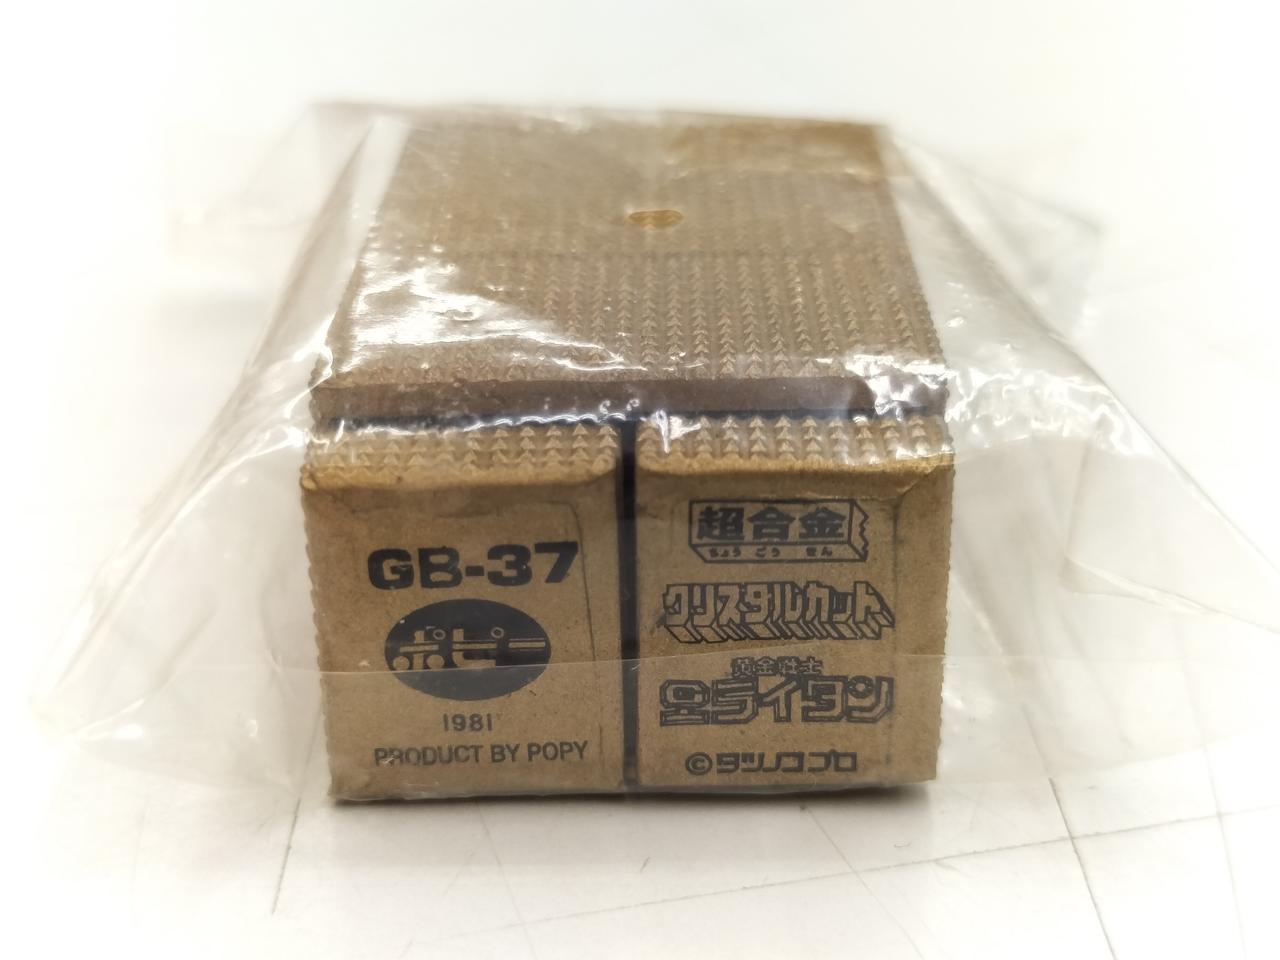 GB-37
ポピー
1981
PRODUCT BY POPY
超合金
ちょう ごう きん
クリスタルカット
黄金戦士
ゴールドライタン
©タツノコプロ